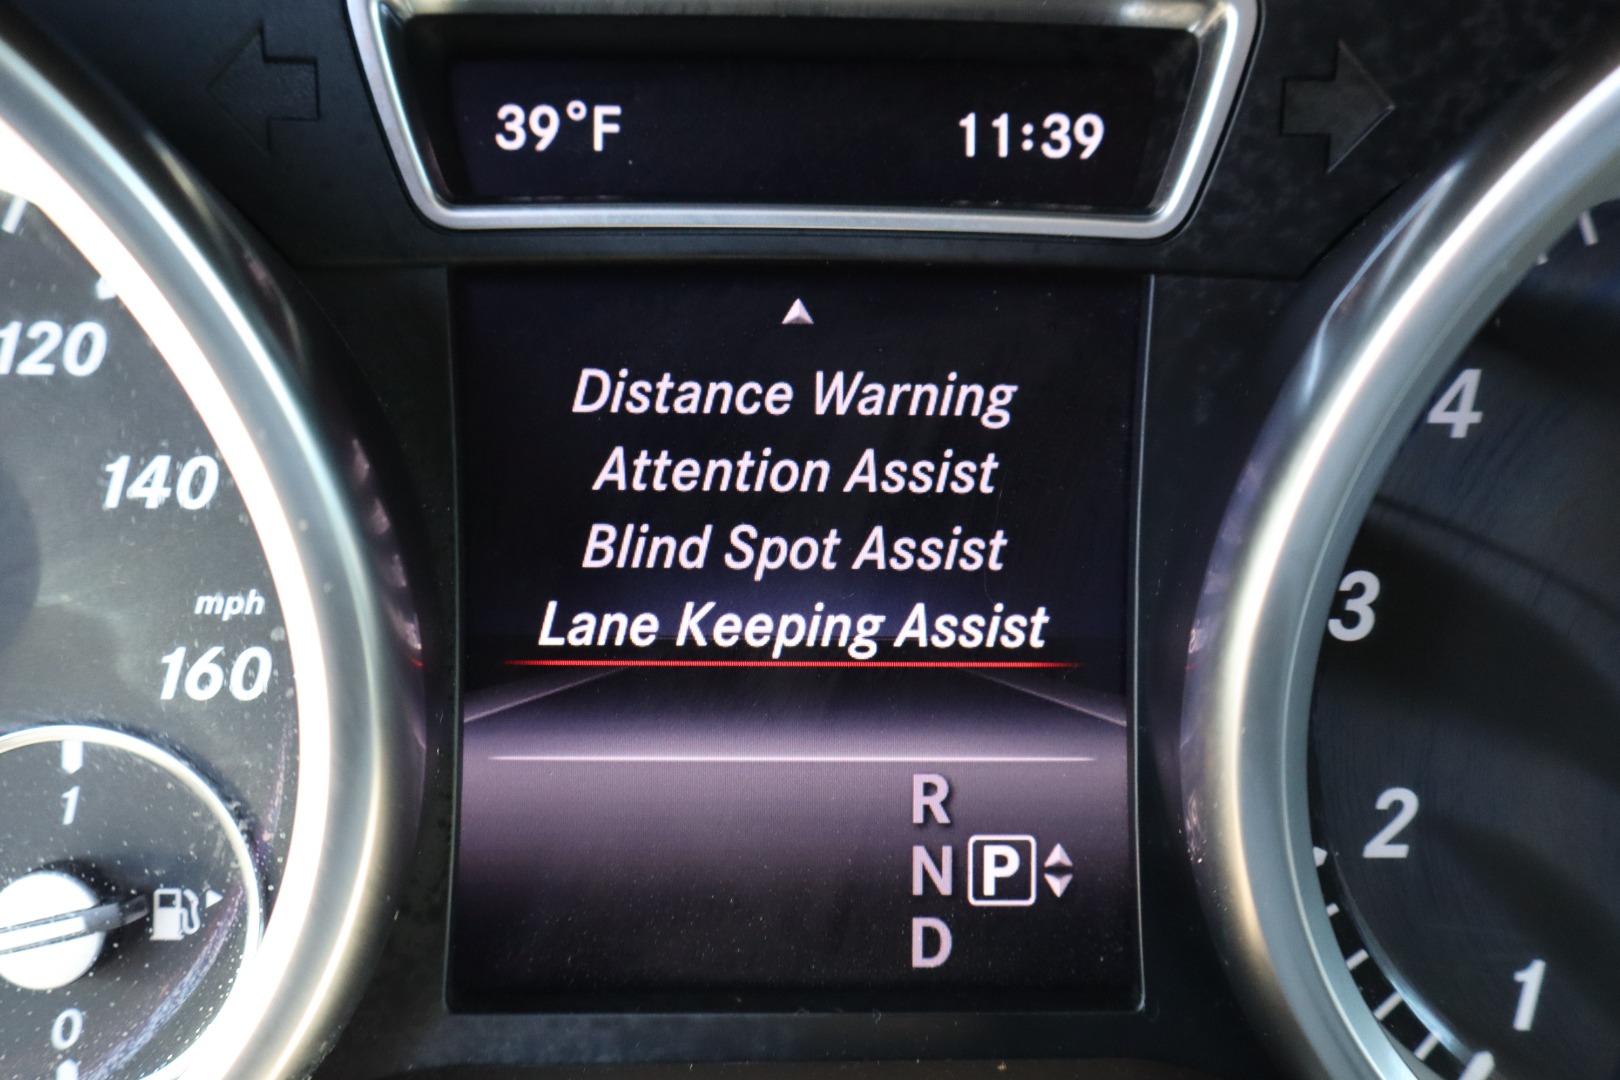 39°F 11:39
Distance Warning
Attention Assist
Blind Spot Assist
Lane Keeping Assist
R
N P
D
120
140
mph
160
1
0
4
3
2
1